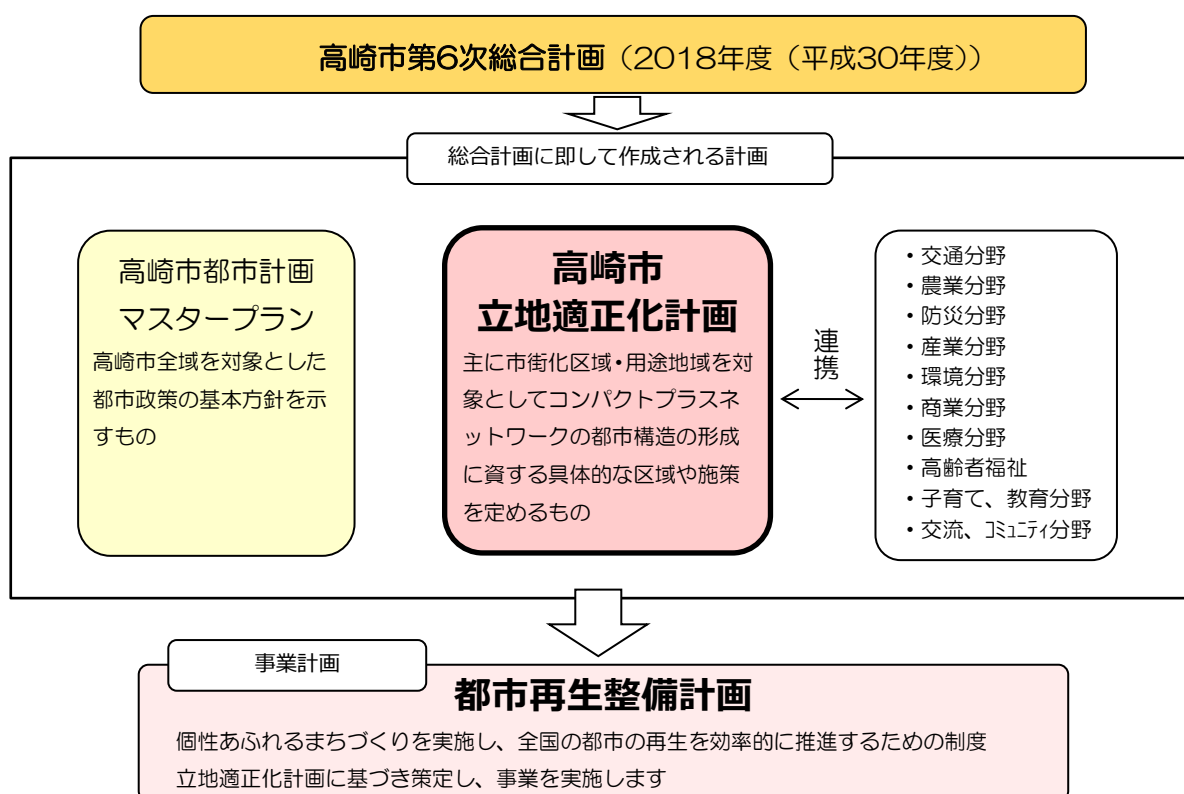 高崎市第6次総合計画（2018年度（平成30年度））
総合計画に即して作成される計画
高崎市都市計画
マスタープラン
高崎市全域を対象とした
都市政策の基本方針を示
すもの
高崎市
立地適正化計画
主に市街化区域・用途地域を対
象としてコンパクトプラスネ
ットワークの都市構造の形成
に資する具体的な区域や施策
を定めるもの
連携
・交通分野
・農業分野
・防災分野
・産業分野
・環境分野
・商業分野
・医療分野
・高齢者福祉
・子育て、教育分野
・交流、ｺﾐｭﾆﾃｨ分野
事業計画
都市再生整備計画
個性あふれるまちづくりを実施し、全国の都市の再生を効率的に推進するための制度
立地適正化計画に基づき策定し、事業を実施します